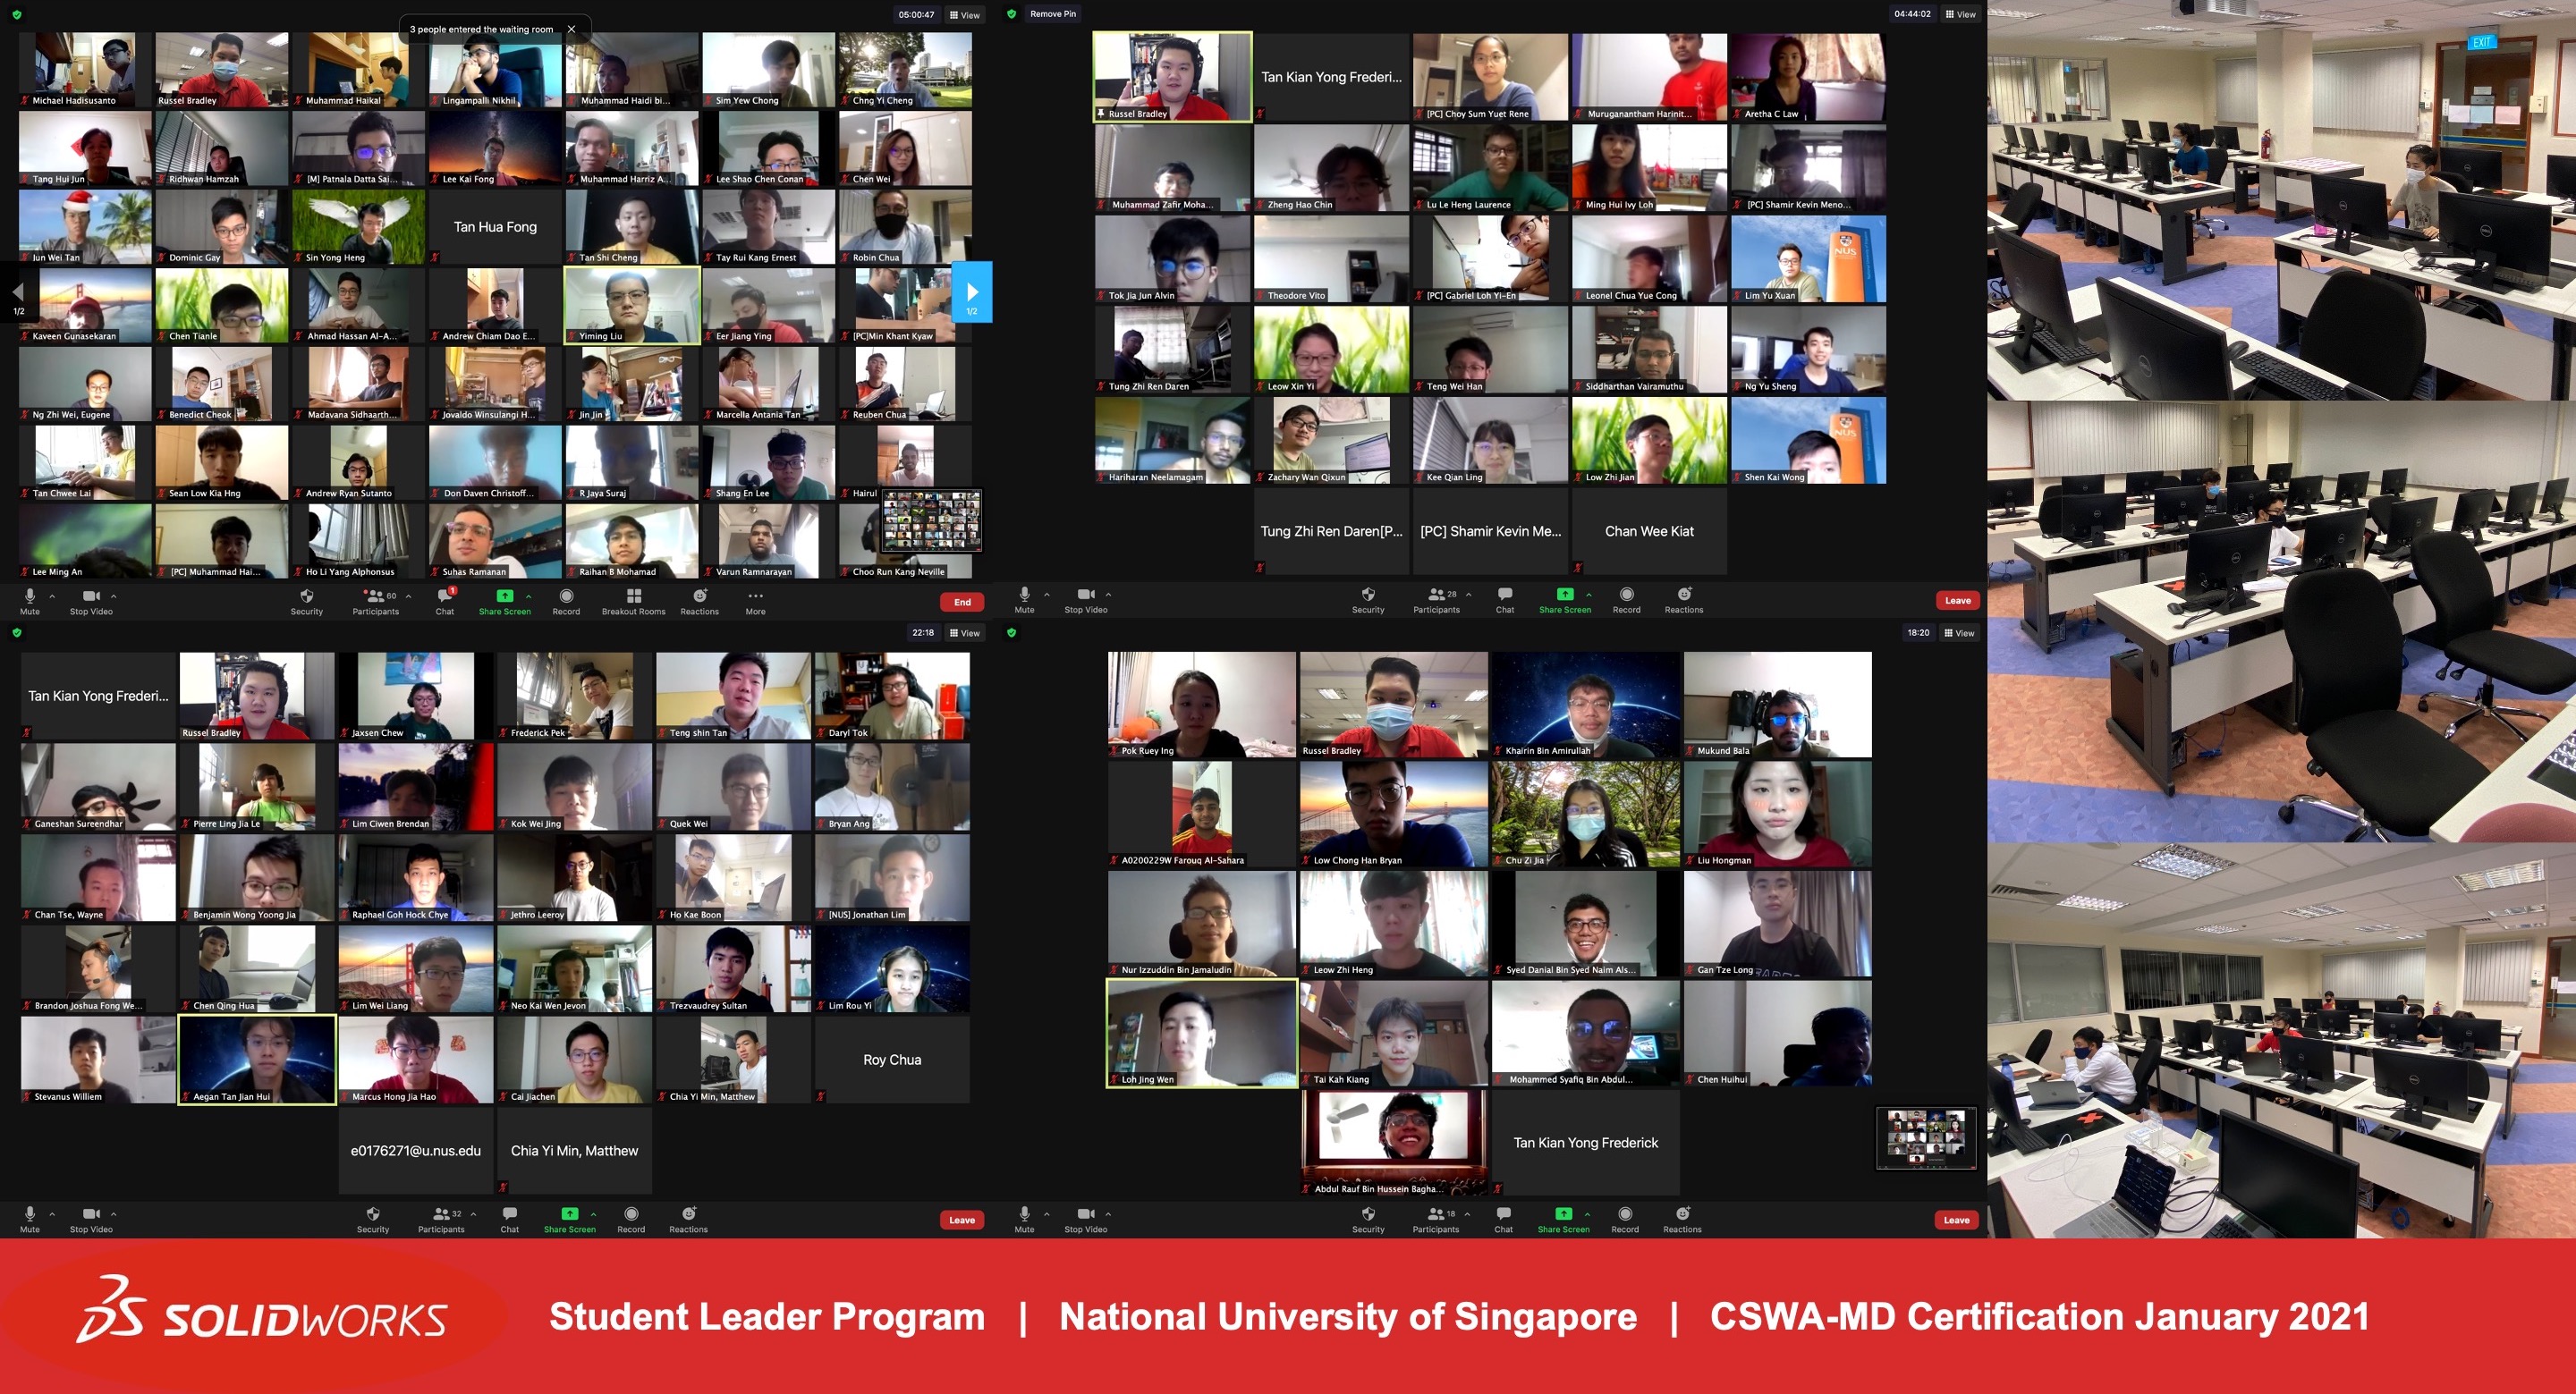 05:00:47
View
3 people entered the waiting room
Michael Hadisusanto
Russel Bradley
Muhammad Haikal
Lingampalli Nikhil
Muhammad Haidi bi...
Sim Yew Chong
Chng Yi Cheng
Tang Hui Jun
Ridhwan Hamzah
[M] Patnala Datta Sai...
Lee Kai Fong
Muhammad Harriz A...
Lee Shao Chen Conan
Chen Wei
Jun Wei Tan
Dominic Gay
Sin Yong Heng
Tan Hua Fong
Tan Shi Cheng
Tay Rui Kang Ernest
Robin Chua
1/2
Kaveen Gunasekaran
Chen Tianle
Ahmad Hassan Al-A...
Andrew Chiam Dao E...
Yiming Liu
Eer Jiang Ying
[PC]Min Khant Kyaw
1/2
Ng Zhi Wei, Eugene
Benedict Cheok
Madavana Sidhaarth...
Jovaldo Winsulangi H...
Jin Jin
Marcella Antania Tan
Reuben Chua
Tan Chwee Lai
Sean Low Kia Hng
Andrew Ryan Sutanto
Don Daven Christoff...
R Jaya Suraj
Shang En Lee
Hairul
Lee Ming An
[PC] Muhammad Hai...
Ho Li Yang Alphonsus
Suhas Ramanan
Raihan B Mohamad
Varun Ramnarayan
Choo Run Kang Neville
Mute
Stop Video
Security
Participants
60
Chat
1
Share Screen
Record
Breakout Rooms
Reactions
More
End
Remove Pin
04:44:02
View
Russel Bradley
Tan Kian Yong Frederi...
[PC] Choy Sum Yuet Rene
Muruganantham Harinit...
Aretha C Law
Muhammad Zafir Moha...
Zheng Hao Chin
Lu Le Heng Laurence
Ming Hui Ivy Loh
[PC] Shamir Kevin Meno...
Tok Jia Jun Alvin
Theodore Vito
[PC] Gabriel Loh Yi-En
Leonel Chua Yue Cong
Lim Yu Xuan
NUS
Tung Zhi Ren Daren
Leow Xin Yi
Teng Wei Han
Siddharthan Vairamuthu
Ng Yu Sheng
Hariharan Neelamagam
Zachary Wan Qixun
Kee Qian Ling
Low Zhi Jian
Shen Kai Wong
NUS
Tung Zhi Ren Daren[P...
[PC] Shamir Kevin Me...
Chan Wee Kiat
Mute
Stop Video
Security
Participants
28
Chat
Share Screen
Record
Reactions
Leave
EXIT
22:18
View
Tan Kian Yong Frederi...
Russel Bradley
Jaxsen Chew
Frederick Pek
Teng shin Tan
Daryl Tok
Ganeshan Sureendhar
Pierre Ling Jia Le
Lim Ciwen Brendan
Kok Wei Jing
Quek Wei
Bryan Ang
Chan Tse, Wayne
Benjamin Wong Yoong Jia
Raphael Goh Hock Chye
Jethro Leeroy
Ho Kae Boon
[NUS] Jonathan Lim
Brandon Joshua Fong We...
Chen Qing Hua
Lim Wei Liang
Neo Kai Wen Jevon
Trezvaudrey Sultan
Lim Rou Yi
Stevanus Williem
Aegan Tan Jian Hui
Marcus Hong Jia Hao
Cai Jiachen
Chia Yi Min, Matthew
Roy Chua
e0176271@u.nus.edu
Chia Yi Min, Matthew
Mute
Stop Video
Security
Participants
32
Chat
Share Screen
Record
Reactions
Leave
18:20
View
Pok Ruey Ing
Russel Bradley
Khairin Bin Amirullah
Mukund Bala
A0200229W Farouq Al-Sahara
Low Chong Han Bryan
Chu Zi Jia
Liu Hongman
Nur Izzuddin Bin Jamaludin
Leow Zhi Heng
Syed Danial Bin Syed Naim Als...
Gan Tze Long
Loh Jing Wen
Tai Kah Kiang
Mohammed Syafiq Bin Abdul...
Chen Huihui
Abdul Rauf Bin Hussein Bagha...
Tan Kian Yong Frederick
Mute
Stop Video
Security
Participants
18
Chat
Share Screen
Record
Reactions
Leave
SOLIDWORKS
Student Leader Program | National University of Singapore | CSWA-MD Certification January 2021